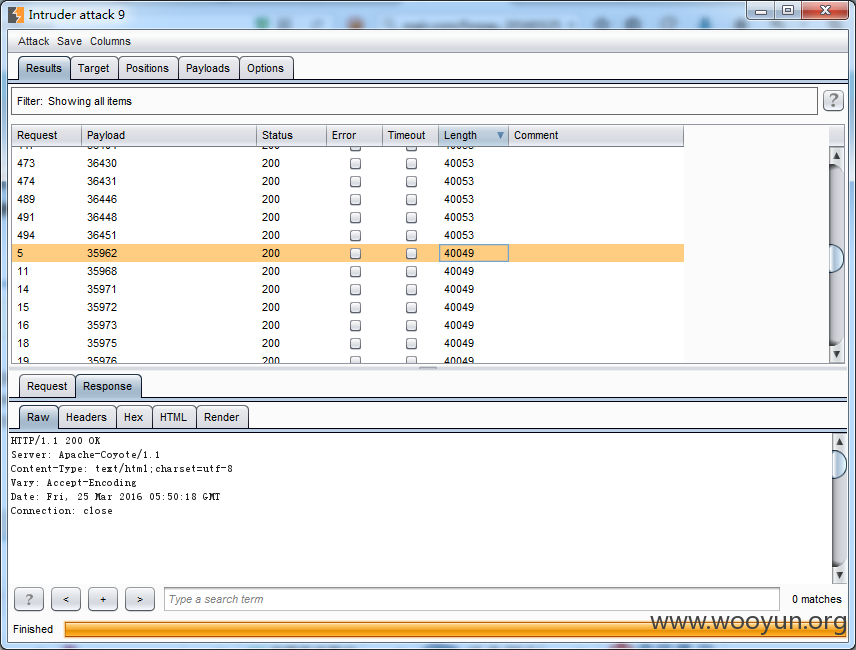 Intruder attack 9
Attack Save Columns
Results Target Positions Payloads Options
Filter: Showing all items ?
Request Payload Status Error Timeout Length Comment
473 36430 200 40053
474 36431 200 40053
489 36446 200 40053
491 36448 200 40053
494 36451 200 40053
5 35962 200 40049
11 35968 200 40049
14 35971 200 40049
15 35972 200 40049
16 35973 200 40049
18 35975 200 40049
19 35976 200 40049
Request Response
Raw Headers Hex HTML Render
HTTP/1.1 200 OK
Server: Apache-Coyote/1.1
Content-Type: text/html;charset=utf-8
Vary: Accept-Encoding
Date: Fri, 25 Mar 2016 05:50:18 GMT
Connection: close
? < + > Type a search term 0 matches
Finished
www.wooyun.org